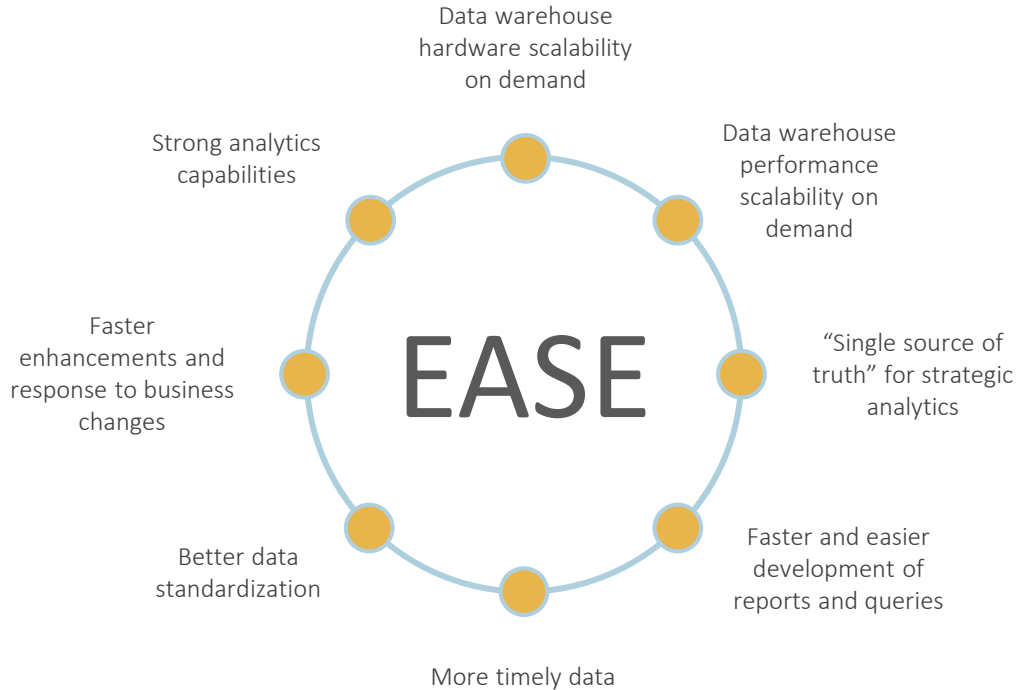 Data warehouse
hardware scalability
on demand
Data warehouse
performance
scalability on
demand
“Single source of
truth” for strategic
analytics
Faster and easier
development of
reports and queries
More timely data
Better data
standardization
Faster
enhancements and
response to business
changes
Strong analytics
capabilities
EASE